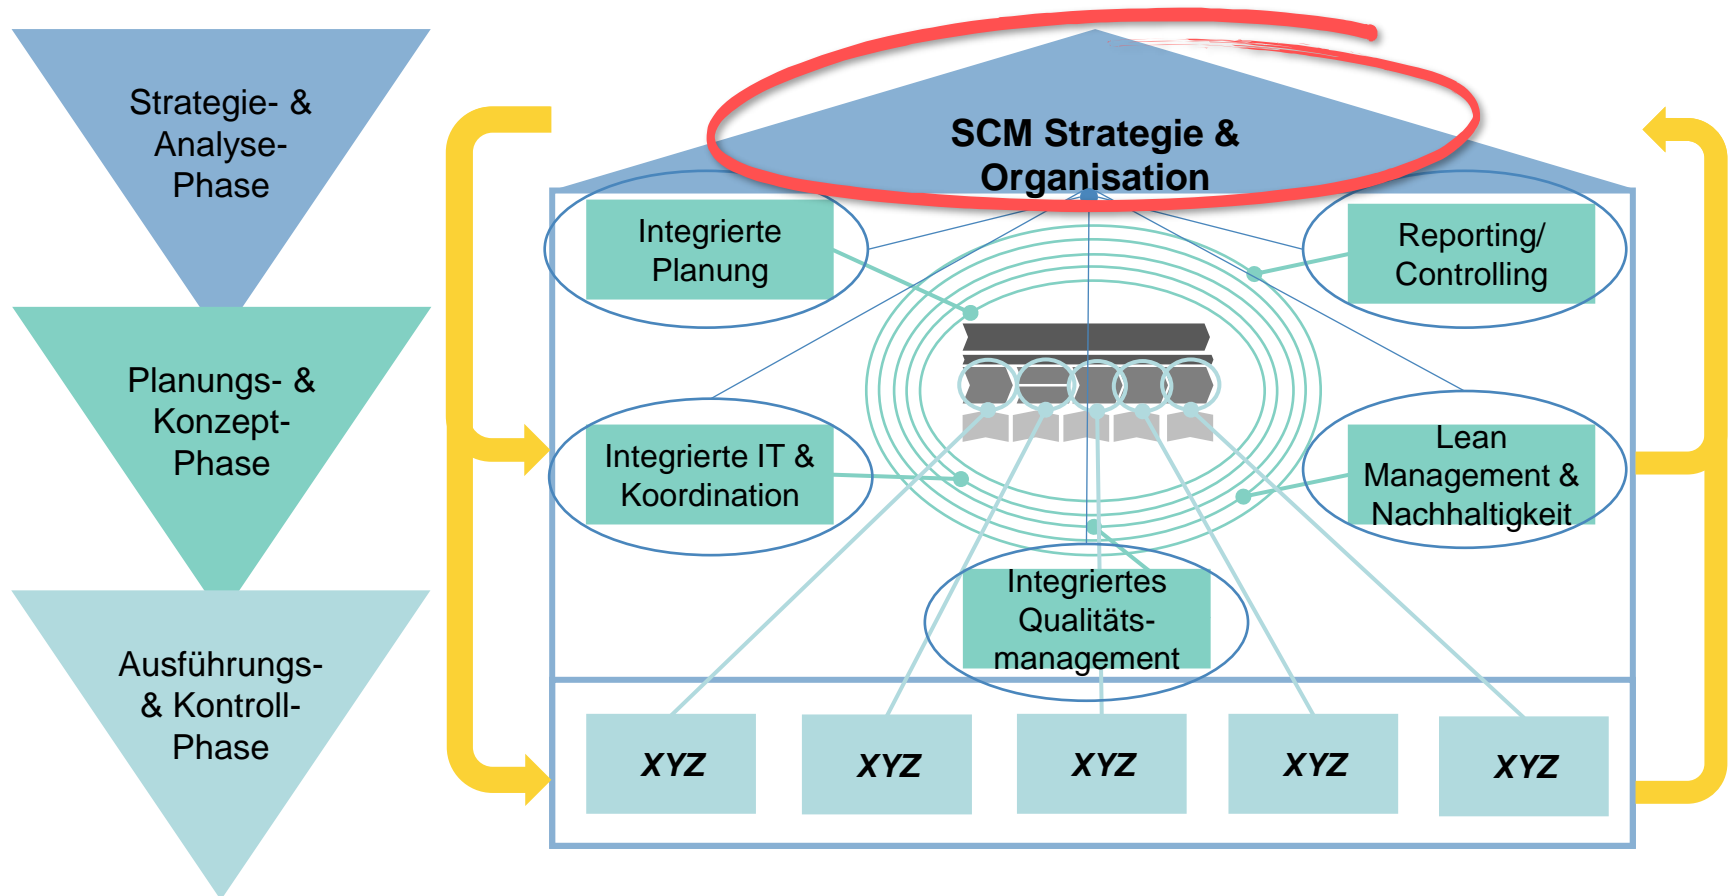 Strategie- &
Analyse-
Phase
Planungs- &
Konzept-
Phase
Ausführungs-
& Kontroll-
Phase
SCM Strategie &
Organisation
Integrierte
Planung
Reporting/
Controlling
Integrierte IT &
Koordination
Lean
Management &
Nachhaltigkeit
Integriertes
Qualitäts-
management
XYZ
XYZ
XYZ
XYZ
XYZ